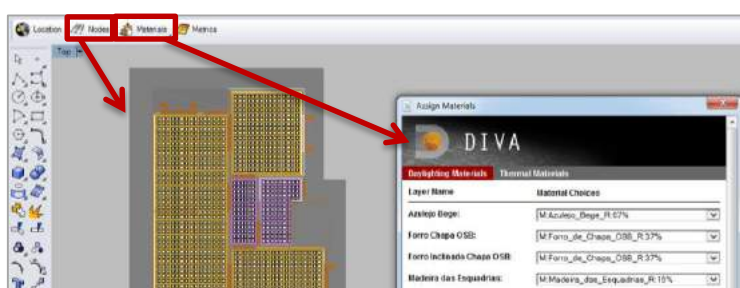 Location Nodes Materials Metrics
Top
Assign Materials
DIVA
Daylighting Materials Thermal Materials
Layer Name Material Choices
Azulejo Bege: M:Azulejo_Bege_R:67%
Forro Chapa OSB: M:Forro_de_Chapa_OSB_R:37%
Forro Inclinado Chapa OSB: M:Forro_de_Chapa_OSB_R:37%
Madeira das Esquadrias: M:Madeira_das_Esquadrias_R:15%